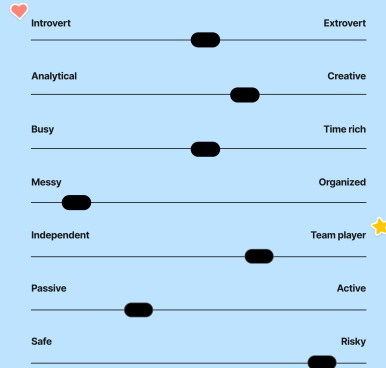 Introvert Extrovert
Analytical Creative
Busy Time rich
Messy Organized
Independent Team player
Passive Active
Safe Risky